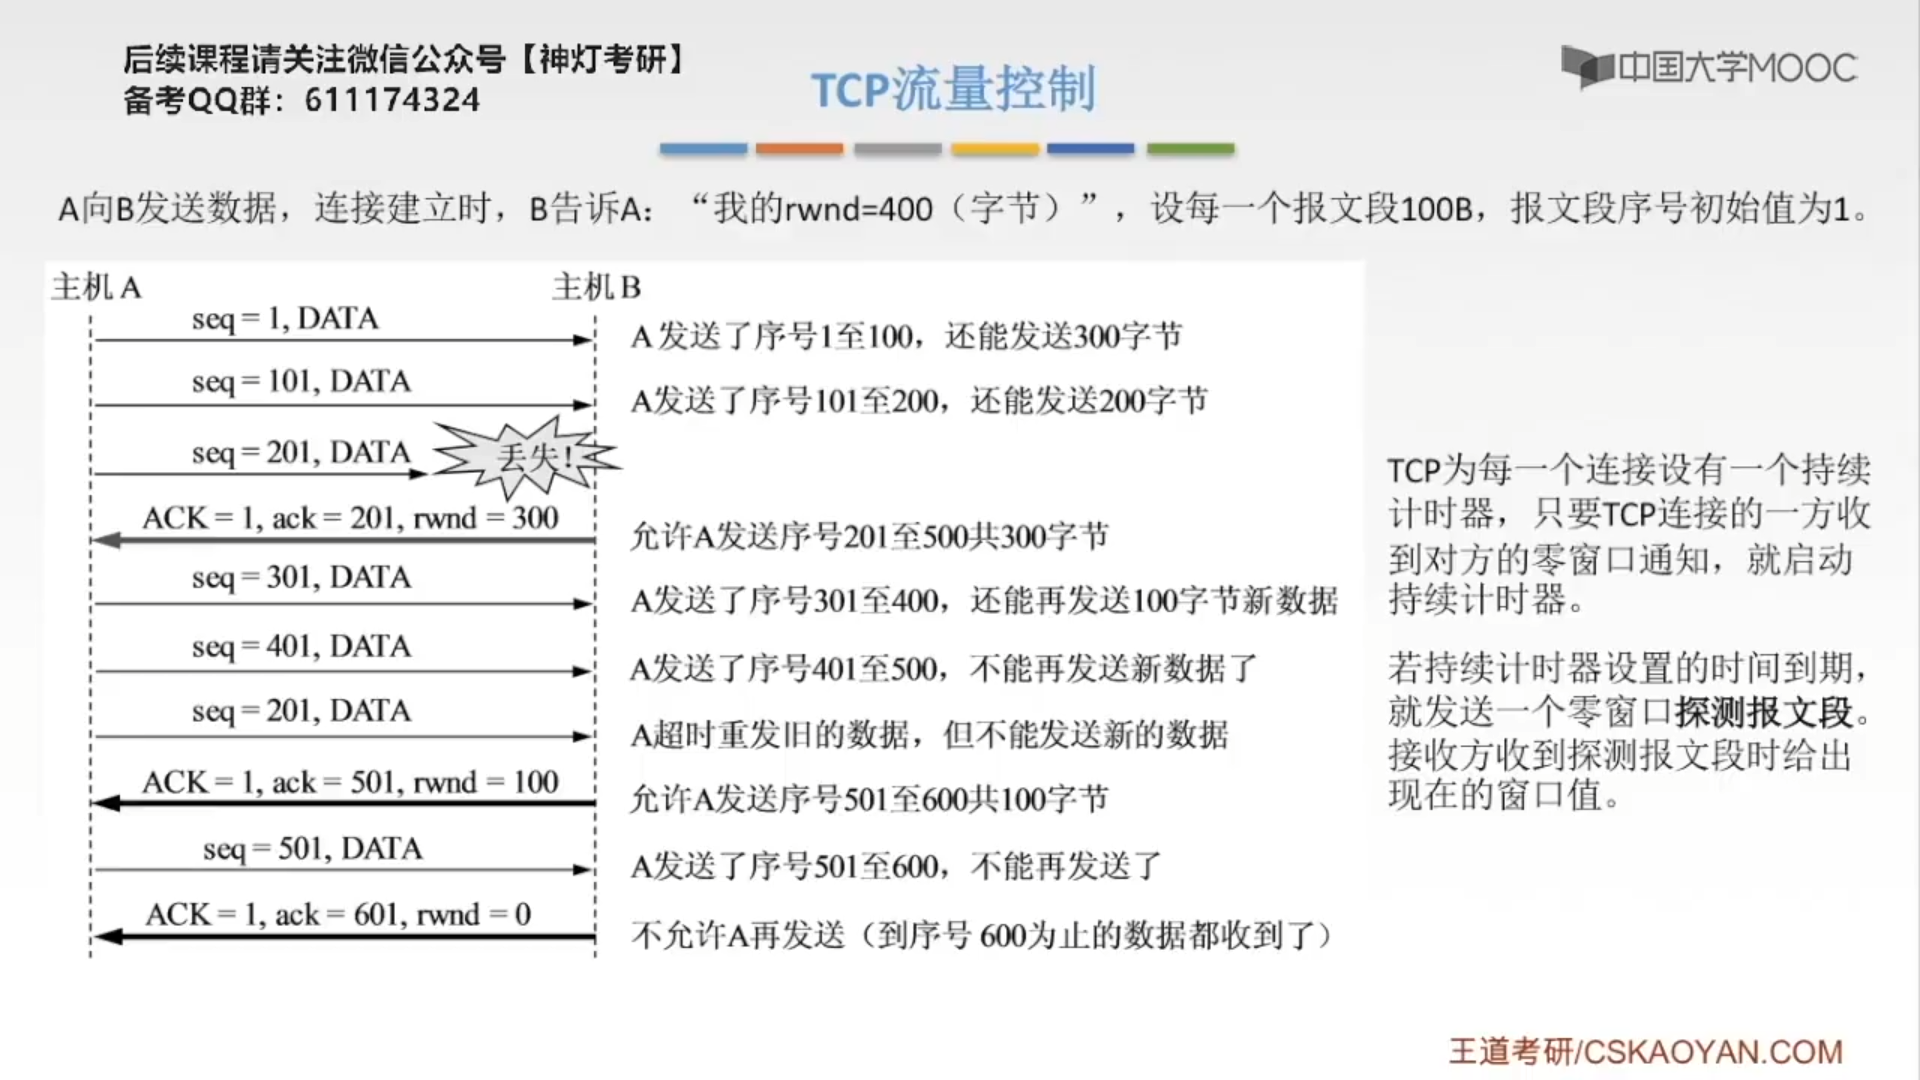 后续课程请关注微信公众号【神灯考研】
备考QQ群：611174324
TCP流量控制
中国大学MOOC
A向B发送数据，连接建立时，B告诉A：“我的rwnd=400（字节）”，设每一个报文段100B，报文段序号初始值为1。
主机A 主机B
seq = 1, DATA
A发送了序号1至100，还能发送300字节
seq = 101, DATA
A发送了序号101至200，还能发送200字节
seq = 201, DATA
丢失!
ACK = 1, ack = 201, rwnd = 300
允许A发送序号201至500共300字节
seq = 301, DATA
A发送了序号301至400，还能再发送100字节新数据
seq = 401, DATA
A发送了序号401至500，不能再发送新数据了
seq = 201, DATA
A超时重发旧的数据，但不能发送新的数据
ACK = 1, ack = 501, rwnd = 100
允许A发送序号501至600共100字节
seq = 501, DATA
A发送了序号501至600，不能再发送了
ACK = 1, ack = 601, rwnd = 0
不允许A再发送（到序号600为止的数据都收到了）
TCP为每一个连接设有一个持续
计时器，只要TCP连接的一方收
到对方的零窗口通知，就启动
持续计时器。
若持续计时器设置的时间到期，
就发送一个零窗口探测报文段。
接收方收到探测报文段时给出
现在的窗口值。
王道考研/CSKAOYAN.COM